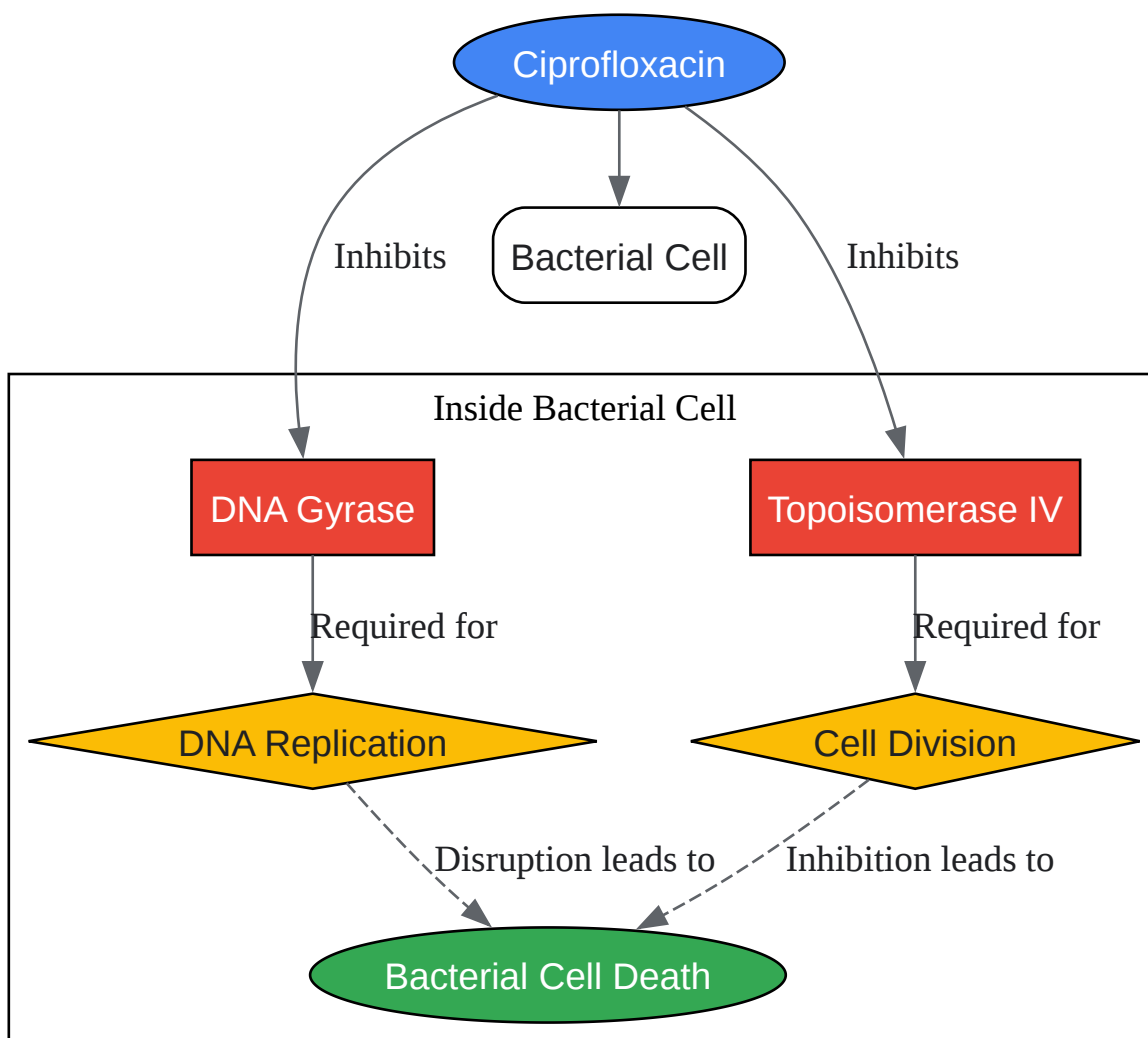 Ciprofloxacin
Inhibits
Bacterial Cell
Inhibits
Inside Bacterial Cell
DNA Gyrase
Topoisomerase IV
Required for
Required for
DNA Replication
Cell Division
Disruption leads to
Inhibition leads to
Bacterial Cell Death